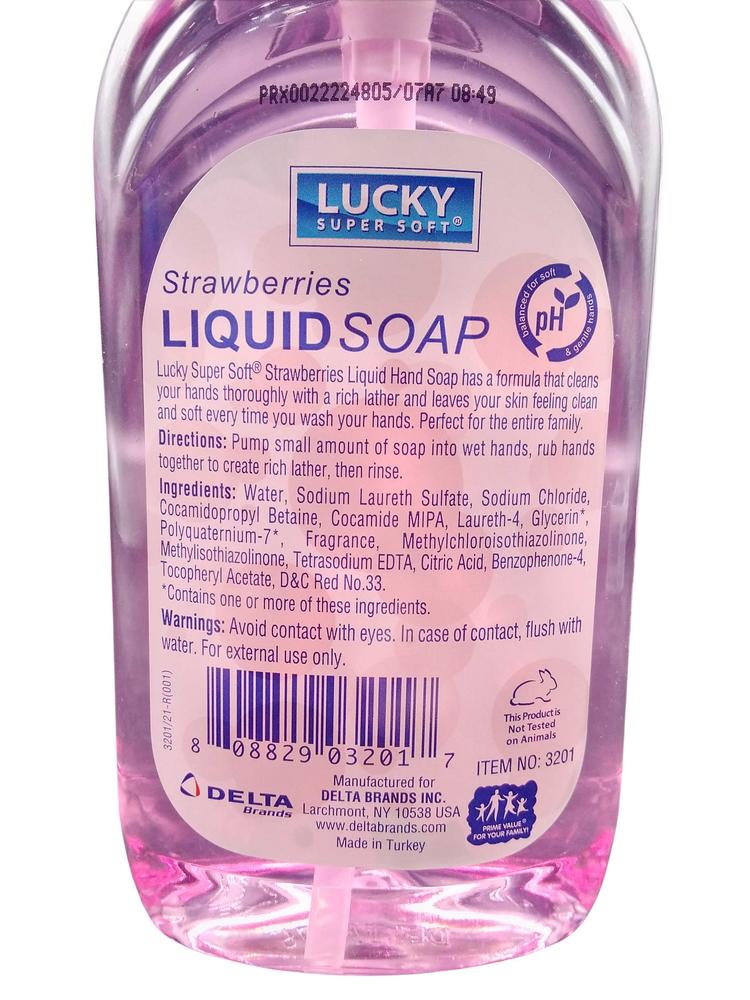 PRX0022224805/07A7 08:49
LUCKY
SUPER SOFT®
Strawberries
LIQUID SOAP
balanced for soft
pH
& gentle hands
Lucky Super Soft® Strawberries Liquid Hand Soap has a formula that cleans
your hands thoroughly with a rich lather and leaves your skin feeling clean
and soft every time you wash your hands. Perfect for the entire family.
Directions: Pump small amount of soap into wet hands, rub hands
together to create rich lather, then rinse.
Ingredients: Water, Sodium Laureth Sulfate, Sodium Chloride,
Cocamidopropyl Betaine, Cocamide MIPA, Laureth-4, Glycerin*,
Polyquaternium-7*, Fragrance, Methylchloroisothiazolinone,
Methylisothiazolinone, Tetrasodium EDTA, Citric Acid, Benzophenone-4,
Tocopheryl Acetate, D&C Red No.33.
*Contains one or more of these ingredients.
Warnings: Avoid contact with eyes. In case of contact, flush with
water. For external use only.
3201/21-R(001)
8 08829 03201 7
This Product is
Not Tested
on Animals
ITEM NO: 3201
DELTA
Brands
Manufactured for
DELTA BRANDS INC.
Larchmont, NY 10538 USA
www.deltabrands.com
Made in Turkey
PRIME VALUE®
FOR YOUR FAMILY!